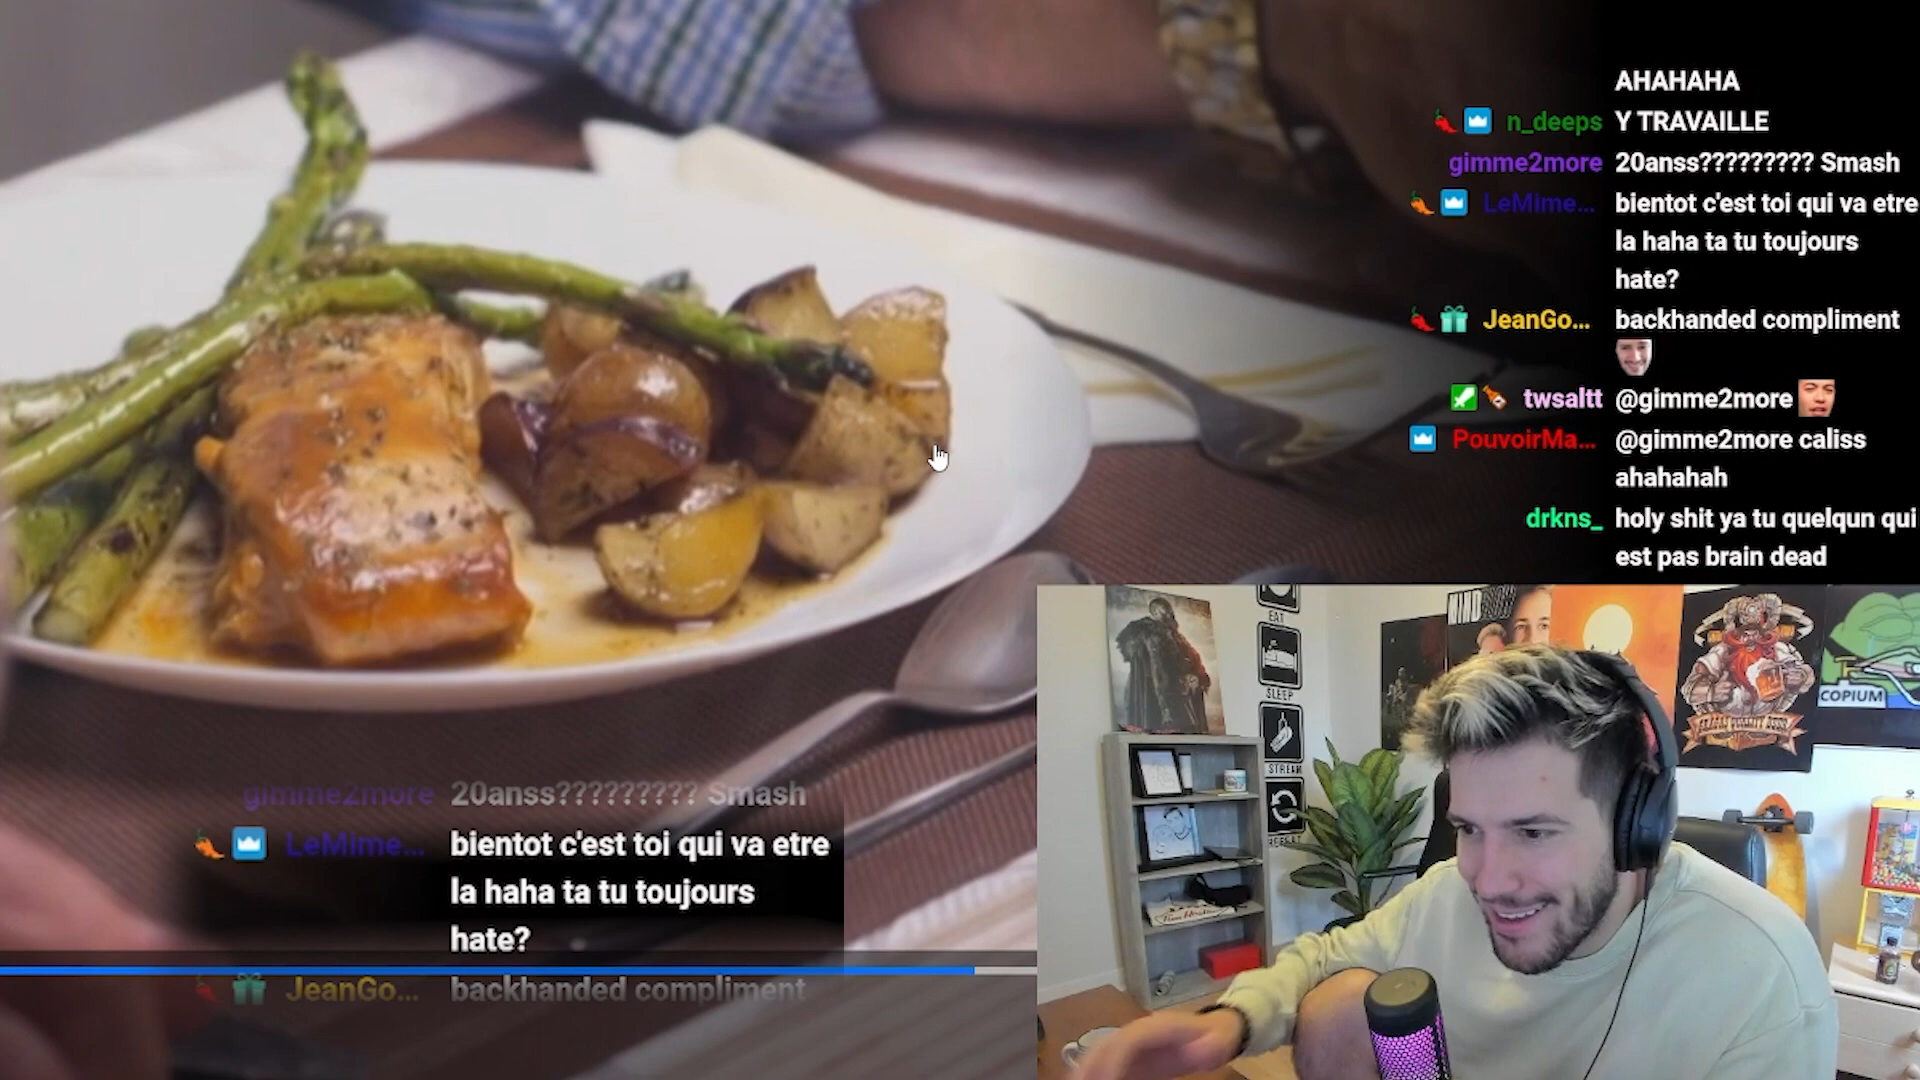 AHAHAHA
n_deeps Y TRAVAILLE
gimme2more 20anss????????? Smash
LeMime... bientot c'est toi qui va etre
la haha ta tu toujours
hate?
JeanGo... backhanded compliment
twsaltt @gimme2more
PouvoirMa... @gimme2more caliss
ahahahah
drkns_ holy shit ya tu quelqun qui
est pas brain dead
gimme2more 20anss????????? Smash
LeMime... bientot c'est toi qui va etre
la haha ta tu toujours
hate?
JeanGo... backhanded compliment
EAT
SLEEP
STREAM
REPEAT
MIND
COPIUM